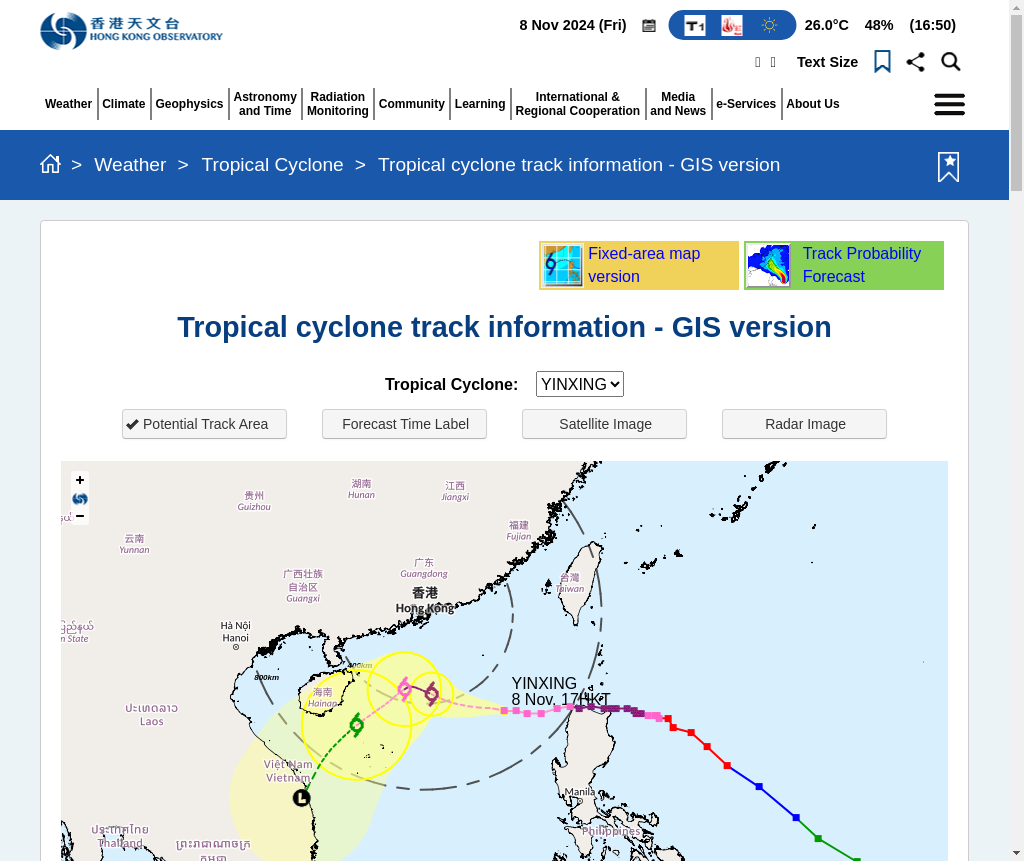 香港天文台
HONG KONG OBSERVATORY
8 Nov 2024 (Fri)
T1
26.0°C 48% (16:50)
Text Size
Weather
Climate
Geophysics
Astronomy
and Time
Radiation
Monitoring
Community
Learning
International &
Regional Cooperation
Media
and News
e-Services
About Us
> Weather > Tropical Cyclone > Tropical cyclone track information - GIS version
Fixed-area map
version
Track Probability
Forecast
Tropical cyclone track information - GIS version
Tropical Cyclone: YINXING
Potential Track Area
Forecast Time Label
Satellite Image
Radar Image
+
−
贵州
Guizhou
湖南
Hunan
江西
Jiangxi
云南
Yunnan
福建
Fujian
广西壮族
自治区
Guangxi
广东
Guangdong
香港
Hong Kong
台灣
Taiwan
ပြည်နယ်
n State
Hà Nội
Hanoi
800km
海南
Hainan
YINXING
8 Nov, 17HKT
ປະເທດລາວ
Laos
Việt Nam
Vietnam
L
Manila
Philippines
ประเทศไทย
Thailand
ព្រះរាជាណាចក្រ
កម្ពុជា